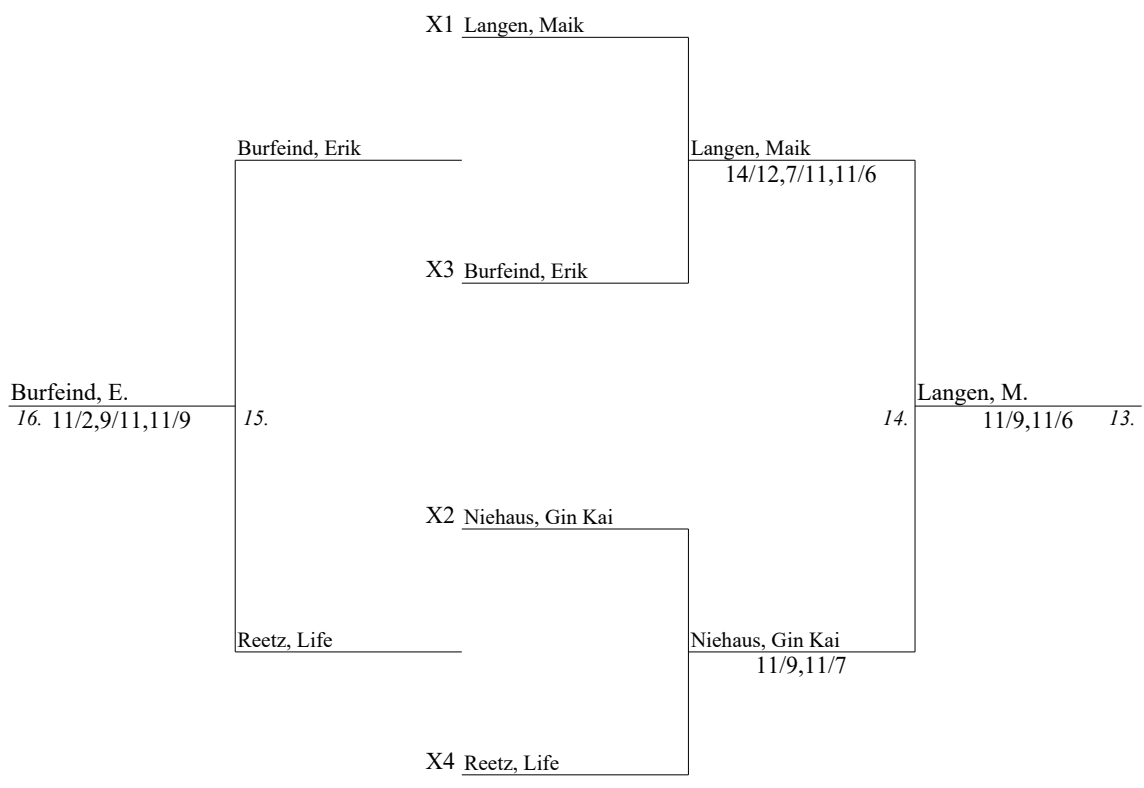 X1 Langen, Maik
Burfeind, Erik
Langen, Maik
14/12,7/11,11/6
X3 Burfeind, Erik
Burfeind, E.
16. 11/2,9/11,11/9 15.
Langen, M.
14. 11/9,11/6 13.
X2 Niehaus, Gin Kai
Reetz, Life
Niehaus, Gin Kai
11/9,11/7
X4 Reetz, Life